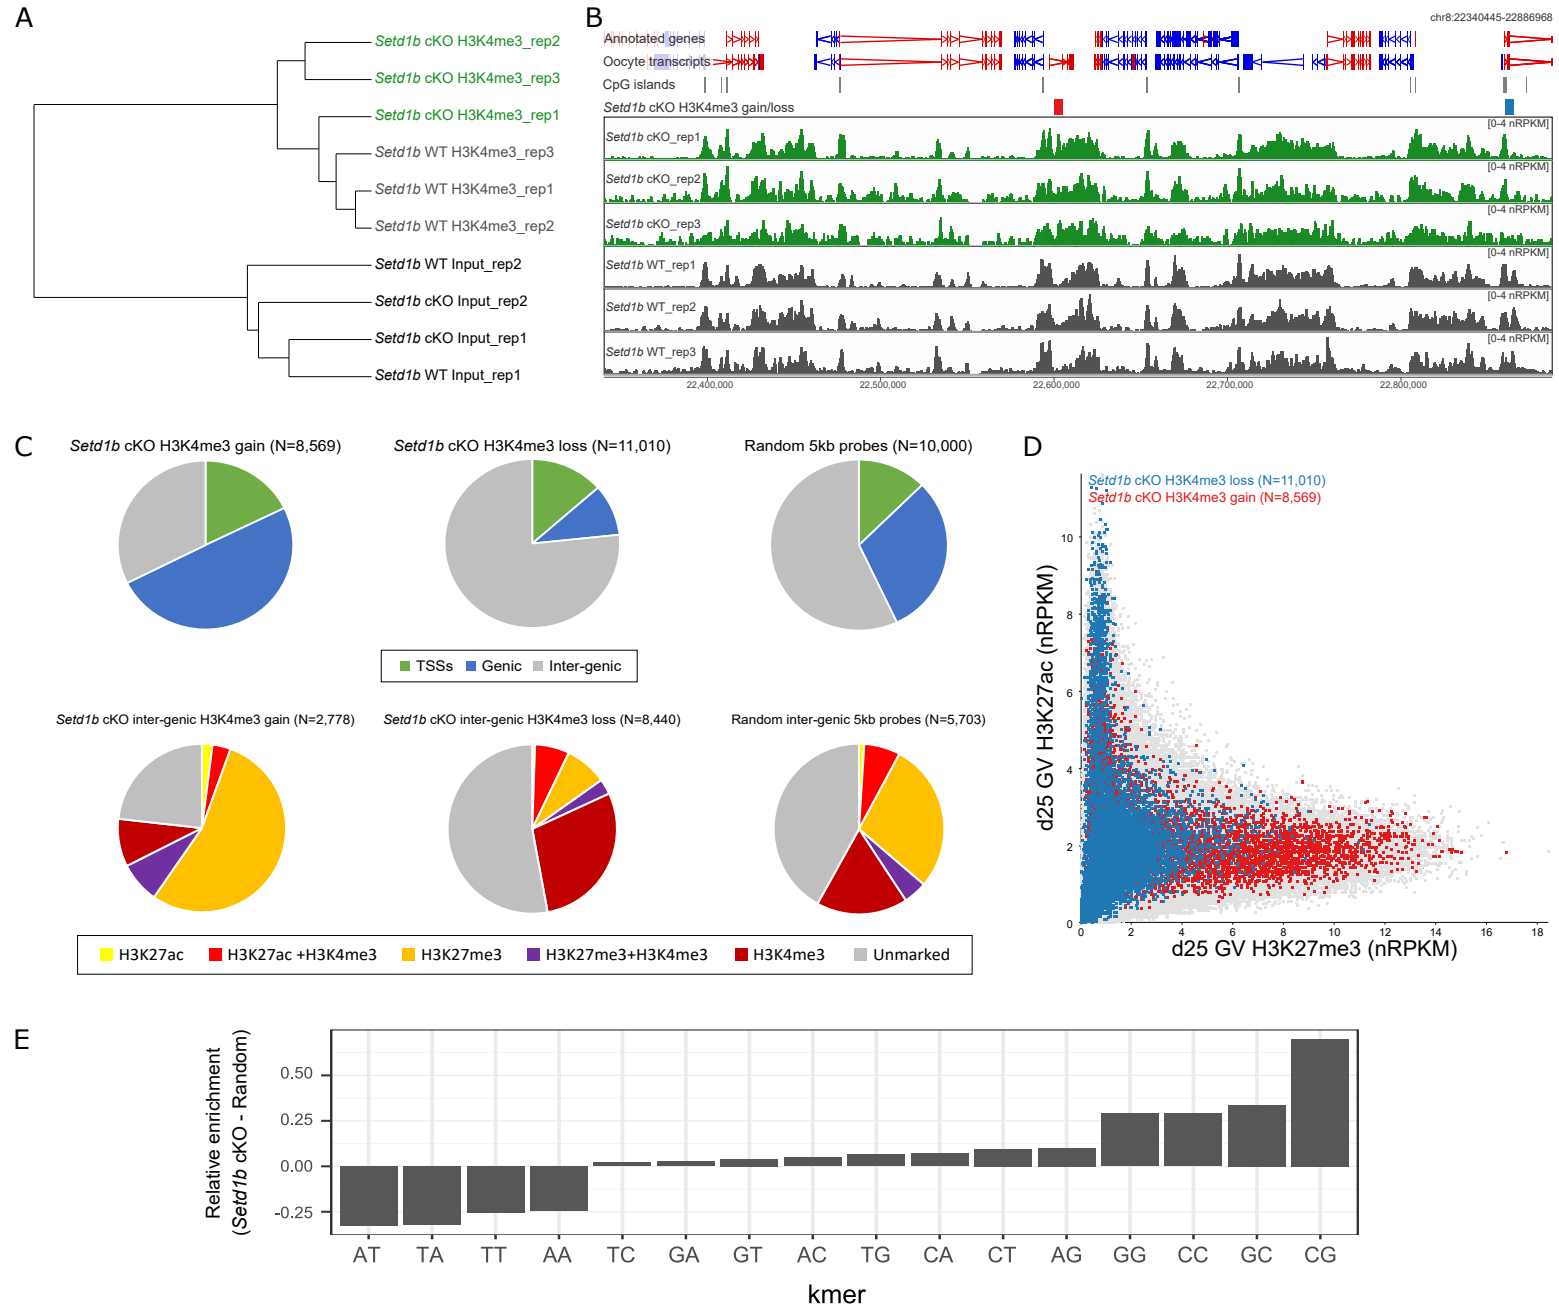 A
Setd1b cKO H3K4me3_rep2
Setd1b cKO H3K4me3_rep3
Setd1b cKO H3K4me3_rep1
Setd1b WT H3K4me3_rep3
Setd1b WT H3K4me3_rep1
Setd1b WT H3K4me3_rep2
Setd1b WT Input_rep2
Setd1b cKO Input_rep2
Setd1b cKO Input_rep1
Setd1b WT Input_rep1
B
chr8:22340445-22886968
Annotated genes
Oocyte transcripts
CpG islands
Setd1b cKO H3K4me3 gain/loss
Setd1b cKO_rep1 [0-4 nRPKM]
Setd1b cKO_rep2 [0-4 nRPKM]
Setd1b cKO_rep3 [0-4 nRPKM]
Setd1b WT_rep1 [0-4 nRPKM]
Setd1b WT_rep2 [0-4 nRPKM]
Setd1b WT_rep3 [0-4 nRPKM]
22,400,000 22,500,000 22,600,000 22,700,000 22,800,000
C
Setd1b cKO H3K4me3 gain (N=8,569)
Setd1b cKO H3K4me3 loss (N=11,010)
Random 5kb probes (N=10,000)
TSSs Genic Inter-genic
Setd1b cKO inter-genic H3K4me3 gain (N=2,778)
Setd1b cKO inter-genic H3K4me3 loss (N=8,440)
Random inter-genic 5kb probes (N=5,703)
H3K27ac H3K27ac +H3K4me3 H3K27me3 H3K27me3+H3K4me3 H3K4me3 Unmarked
D
Setd1b cKO H3K4me3 loss (N=11,010)
Setd1b cKO H3K4me3 gain (N=8,569)
d25 GV H3K27ac (nRPKM)
10
8
6
4
2
0
0 2 4 6 8 10 12 14 16 18
d25 GV H3K27me3 (nRPKM)
E
Relative enrichment
(Setd1b cKO - Random)
0.50
0.25
0.00
-0.25
AT TA TT AA TC GA GT AC TG CA CT AG GG CC GC CG
kmer